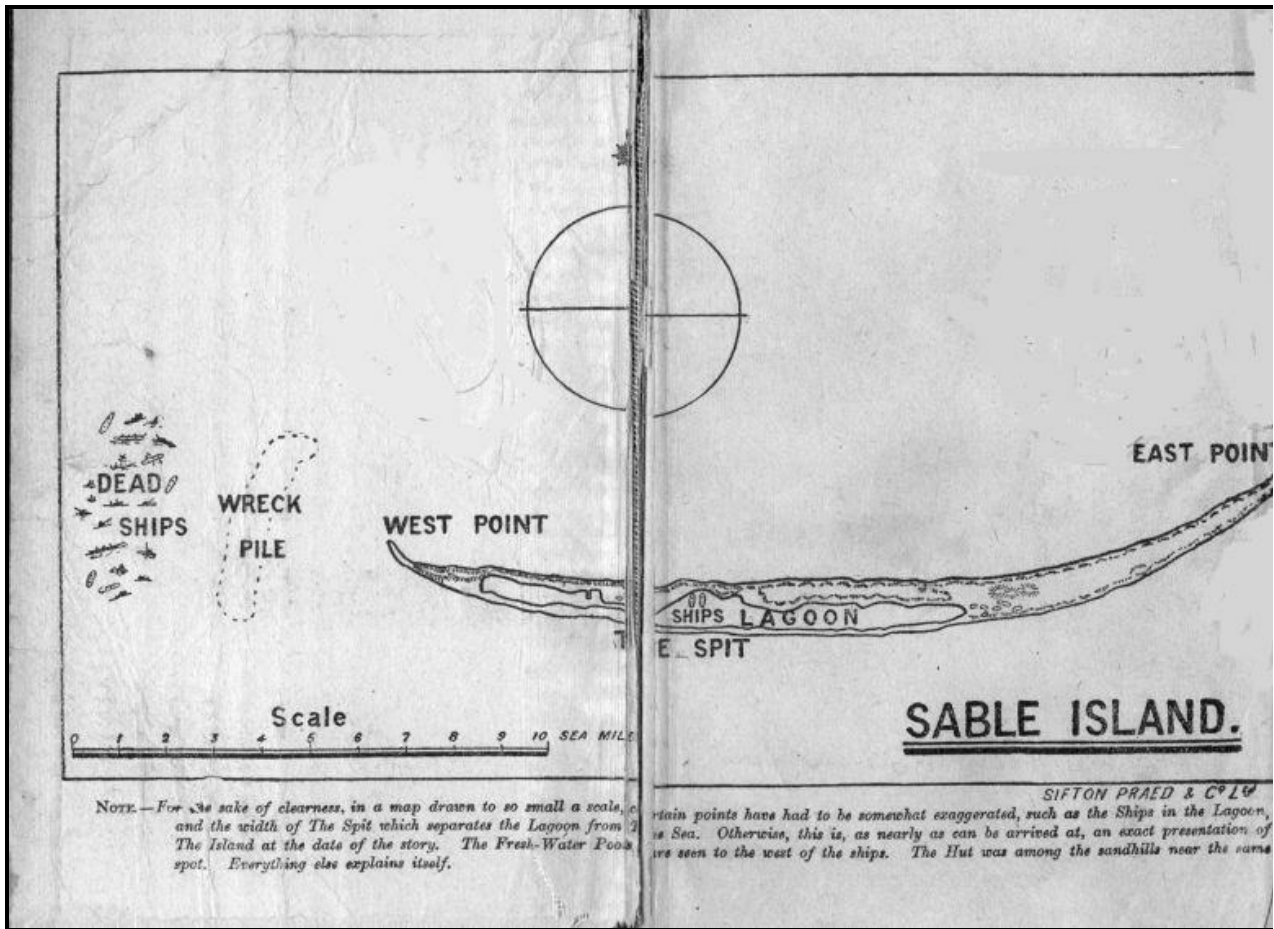 EAST POINT
DEAD
SHIPS
WRECK
PILE
WEST POINT
SHIPS LAGOON
E SPIT
SABLE ISLAND.
Scale
0 1 2 3 4 5 6 7 8 9 10 SEA MILE
SIFTON PRAED & Co Ld
NOTE.—For the sake of clearness, in a map drawn to so small a scale, rtain points have had to be somewhat exaggerated, such as the Ships in the Lagoon,
and the width of The Spit which separates the Lagoon from Sea. Otherwise, this is, as nearly as can be arrived at, an exact presentation of
The Island at the date of the story. The Fresh-Water Pools are seen to the west of the ships. The Hut was among the sandhills near the same
spot. Everything else explains itself.